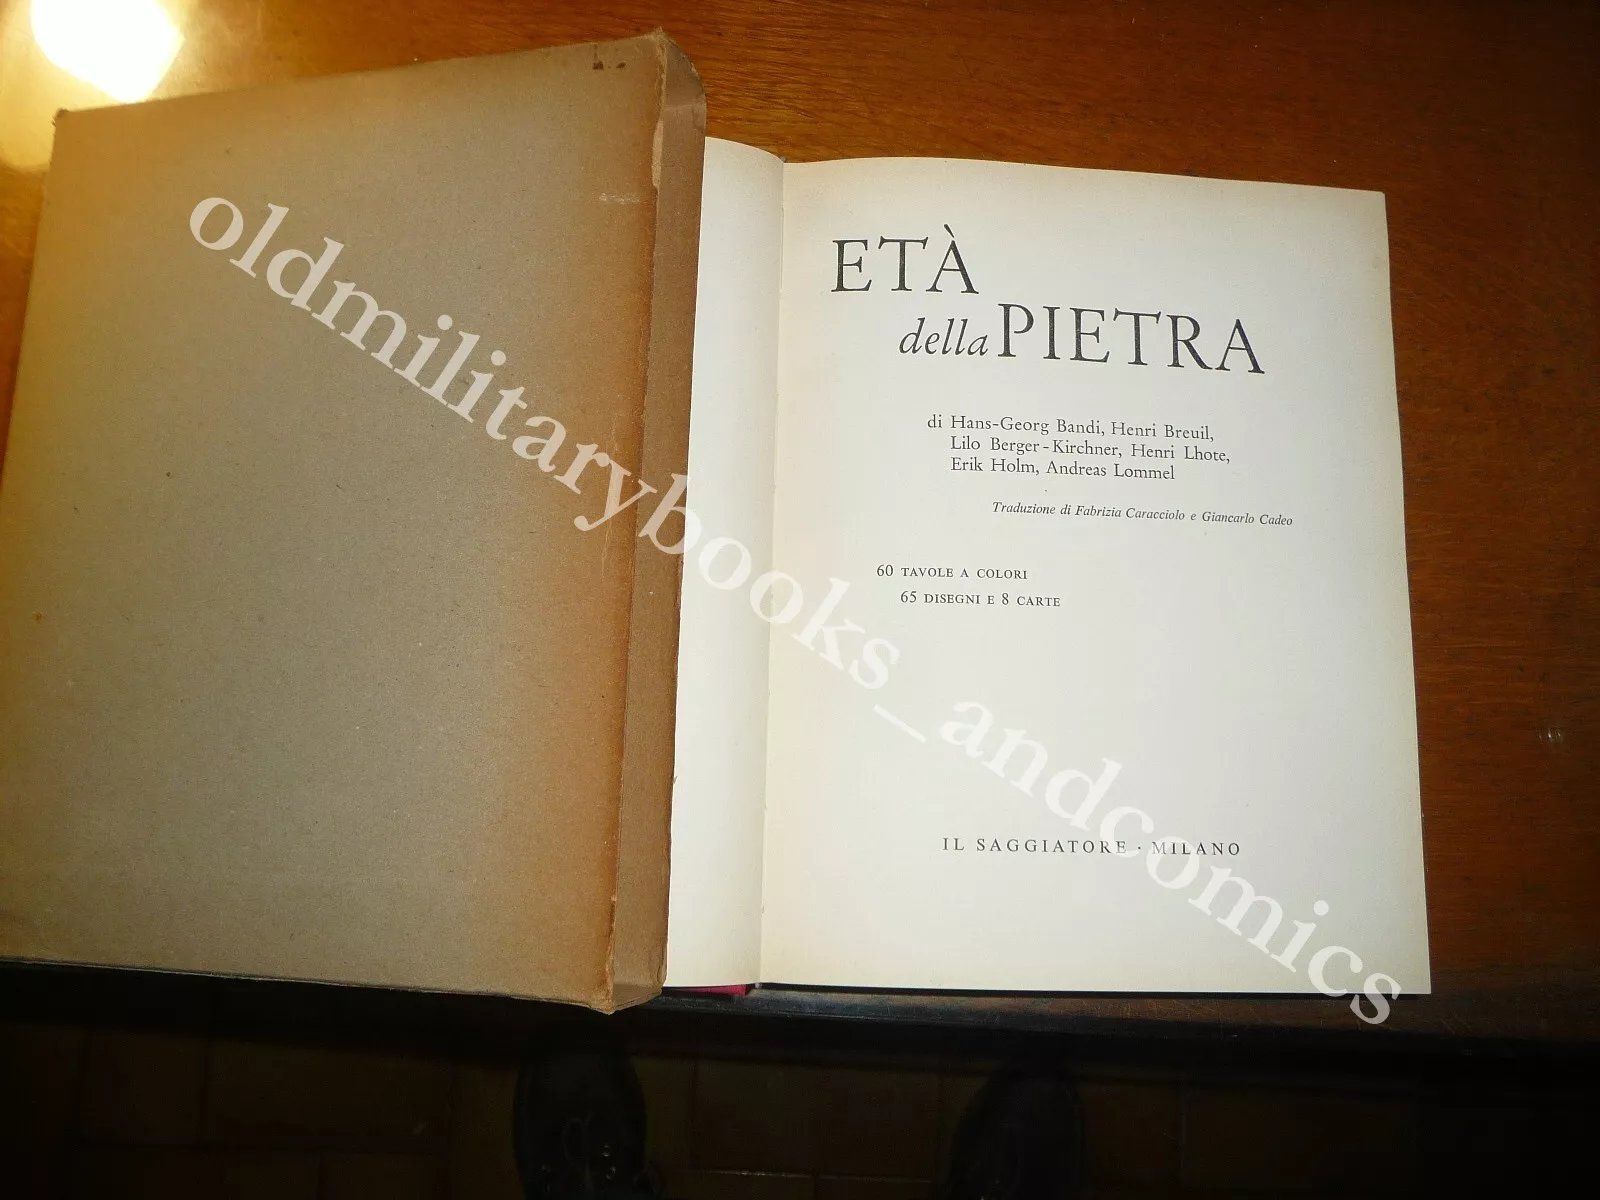 ETÀ
della PIETRA
di Hans-Georg Bandi, Henri Breuil,
Lilo Berger-Kirchner, Henri Lhote,
Erik Holm, Andreas Lommel
Traduzione di Fabrizia Caracciolo e Giancarlo Cadeo
60 TAVOLE A COLORI
65 DISEGNI E 8 CARTE
IL SAGGIATORE · MILANO
oldmilitarybooks_andcomics